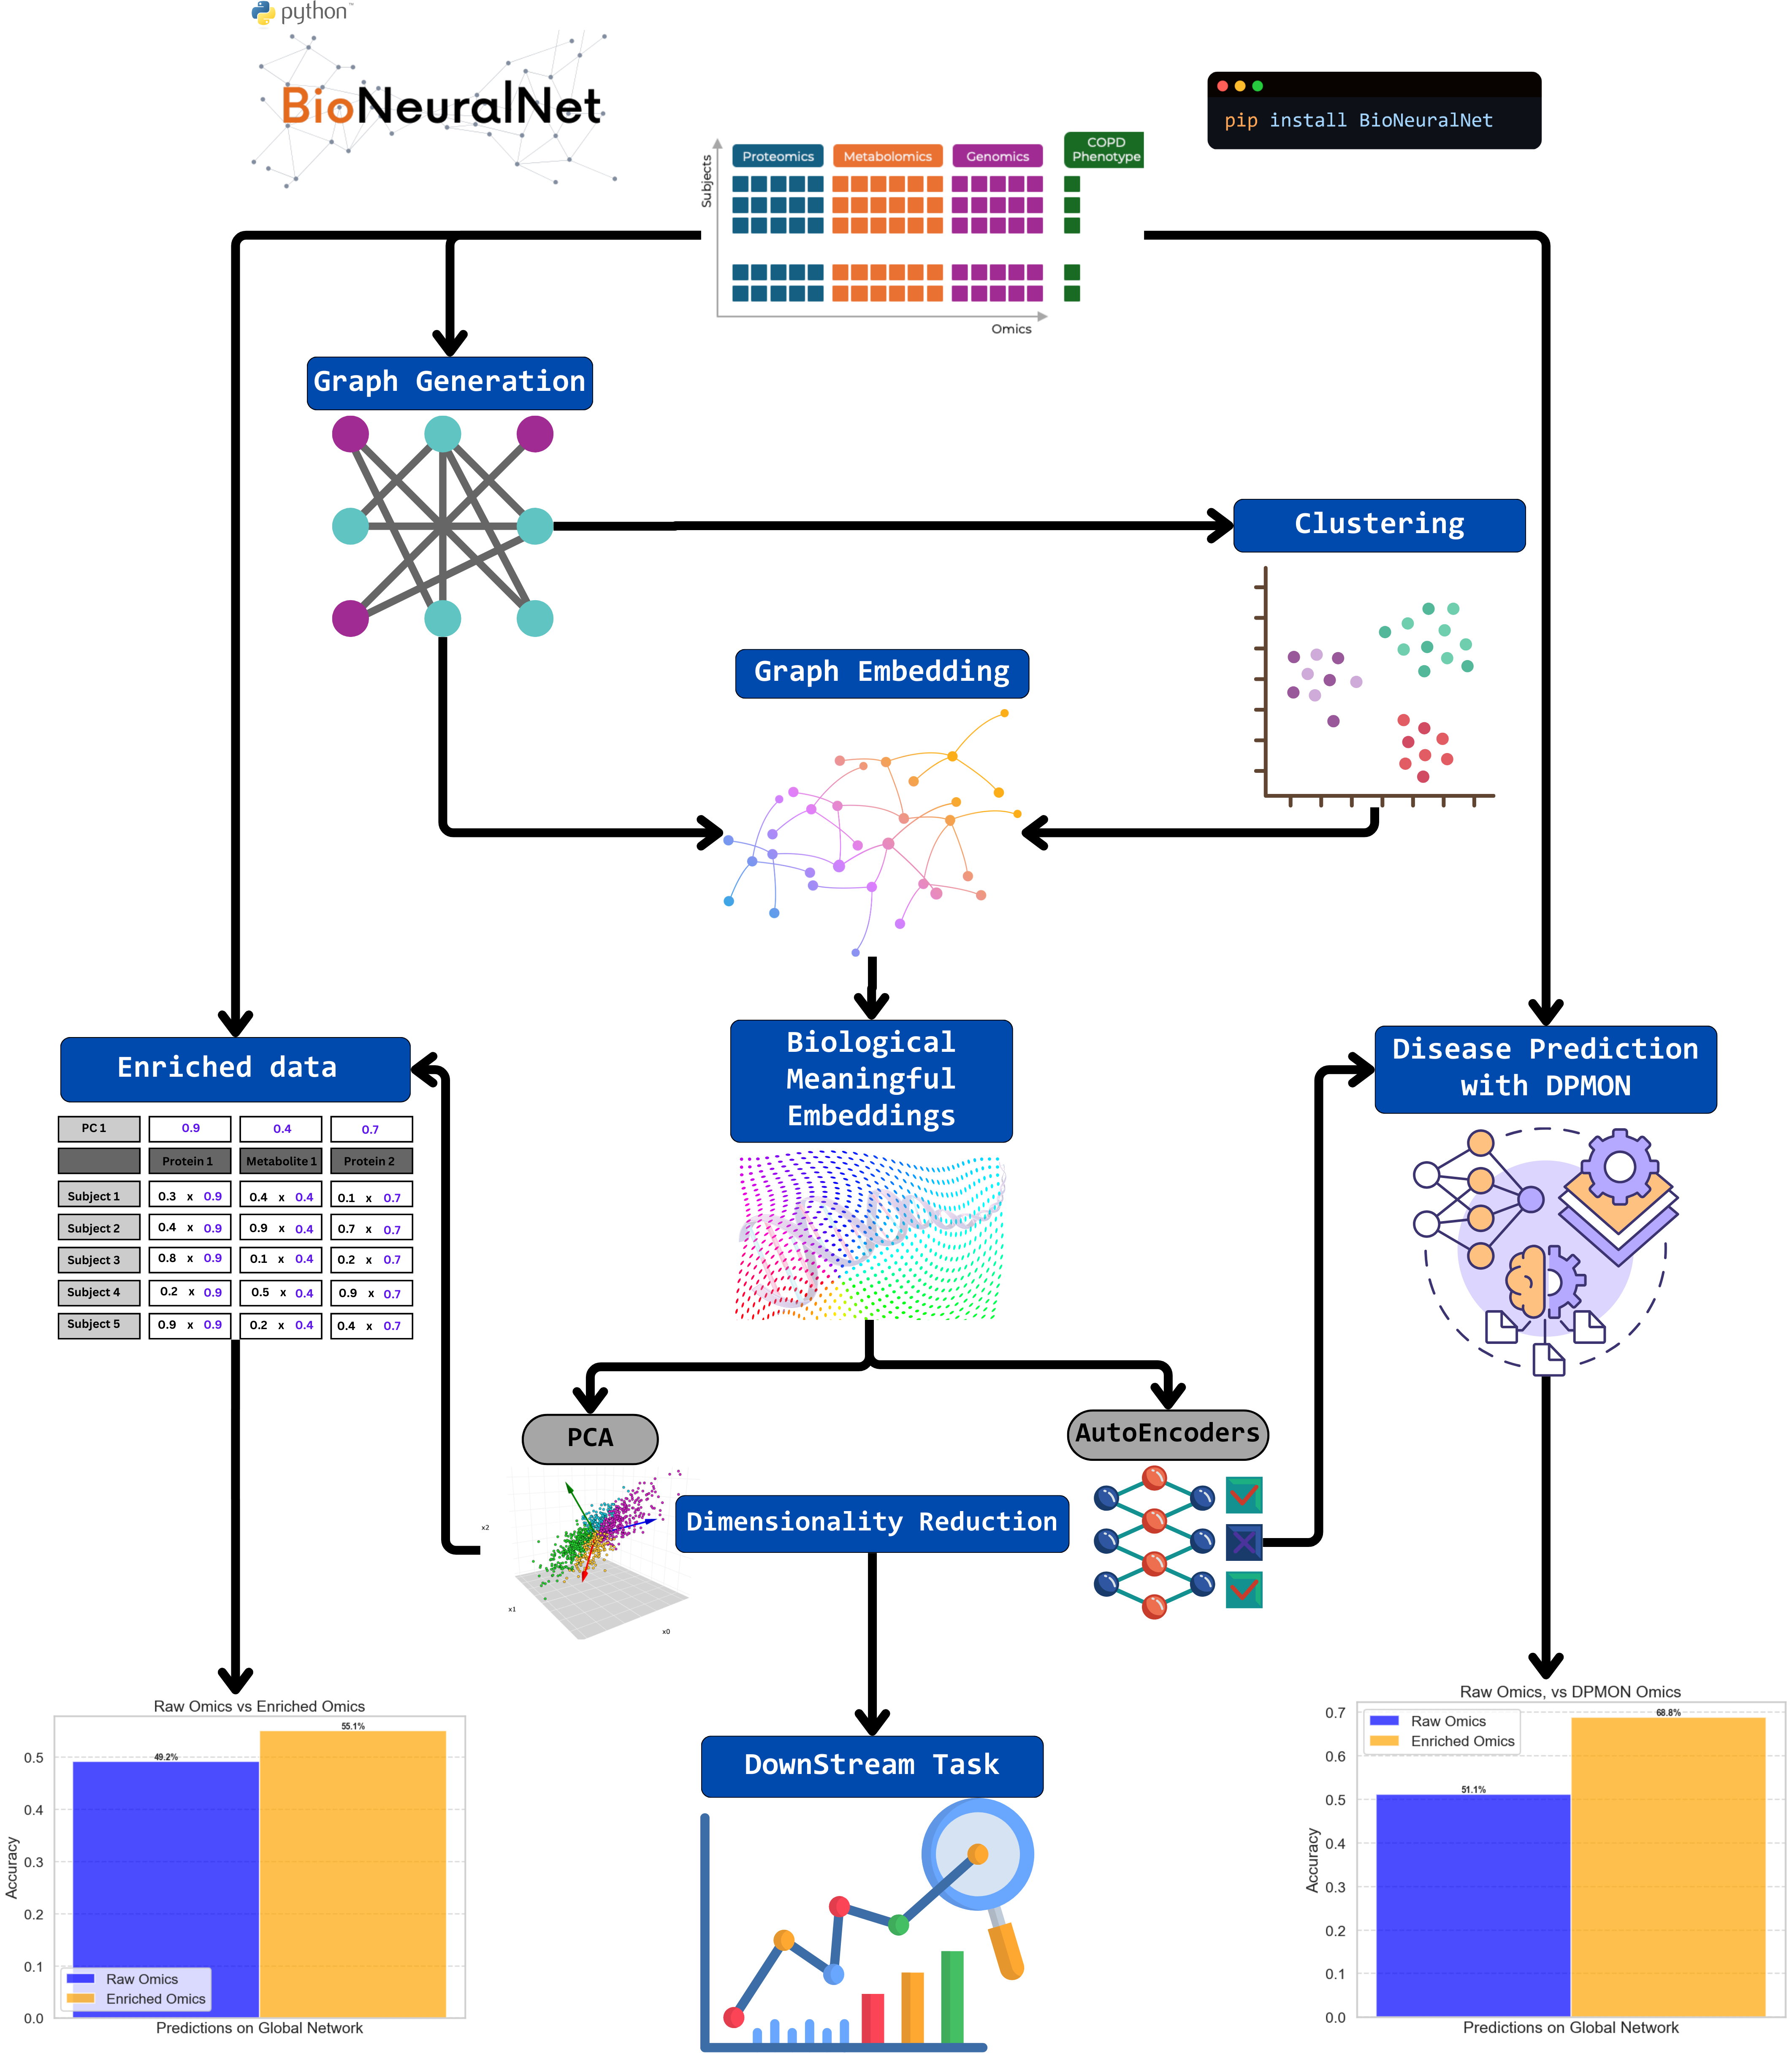 python™
BioNeuralNet
pip install BioNeuralNet
Subjects
Proteomics
Metabolomics
Genomics
COPD
Phenotype
Omics
Graph Generation
Clustering
Graph Embedding
Enriched data
Biological
Meaningful
Embeddings
Disease Prediction
with DPMON
PC 1 0.9 0.4 0.7
Protein 1 Metabolite 1 Protein 2
Subject 1 0.3 x 0.9 0.4 x 0.4 0.1 x 0.7
Subject 2 0.4 x 0.9 0.9 x 0.4 0.7 x 0.7
Subject 3 0.8 x 0.9 0.1 x 0.4 0.2 x 0.7
Subject 4 0.2 x 0.9 0.5 x 0.4 0.9 x 0.7
Subject 5 0.9 x 0.9 0.2 x 0.4 0.4 x 0.7
PCA
AutoEncoders
x2
x1
x0
Dimensionality Reduction
DownStream Task
Raw Omics vs Enriched Omics
55.1%
49.2%
0.5
0.4
0.3
0.2
0.1
0.0
Accuracy
Raw Omics
Enriched Omics
Predictions on Global Network
Raw Omics, vs DPMON Omics
Raw Omics
Enriched Omics
68.8%
51.1%
0.7
0.6
0.5
0.4
0.3
0.2
0.1
0.0
Accuracy
Predictions on Global Network